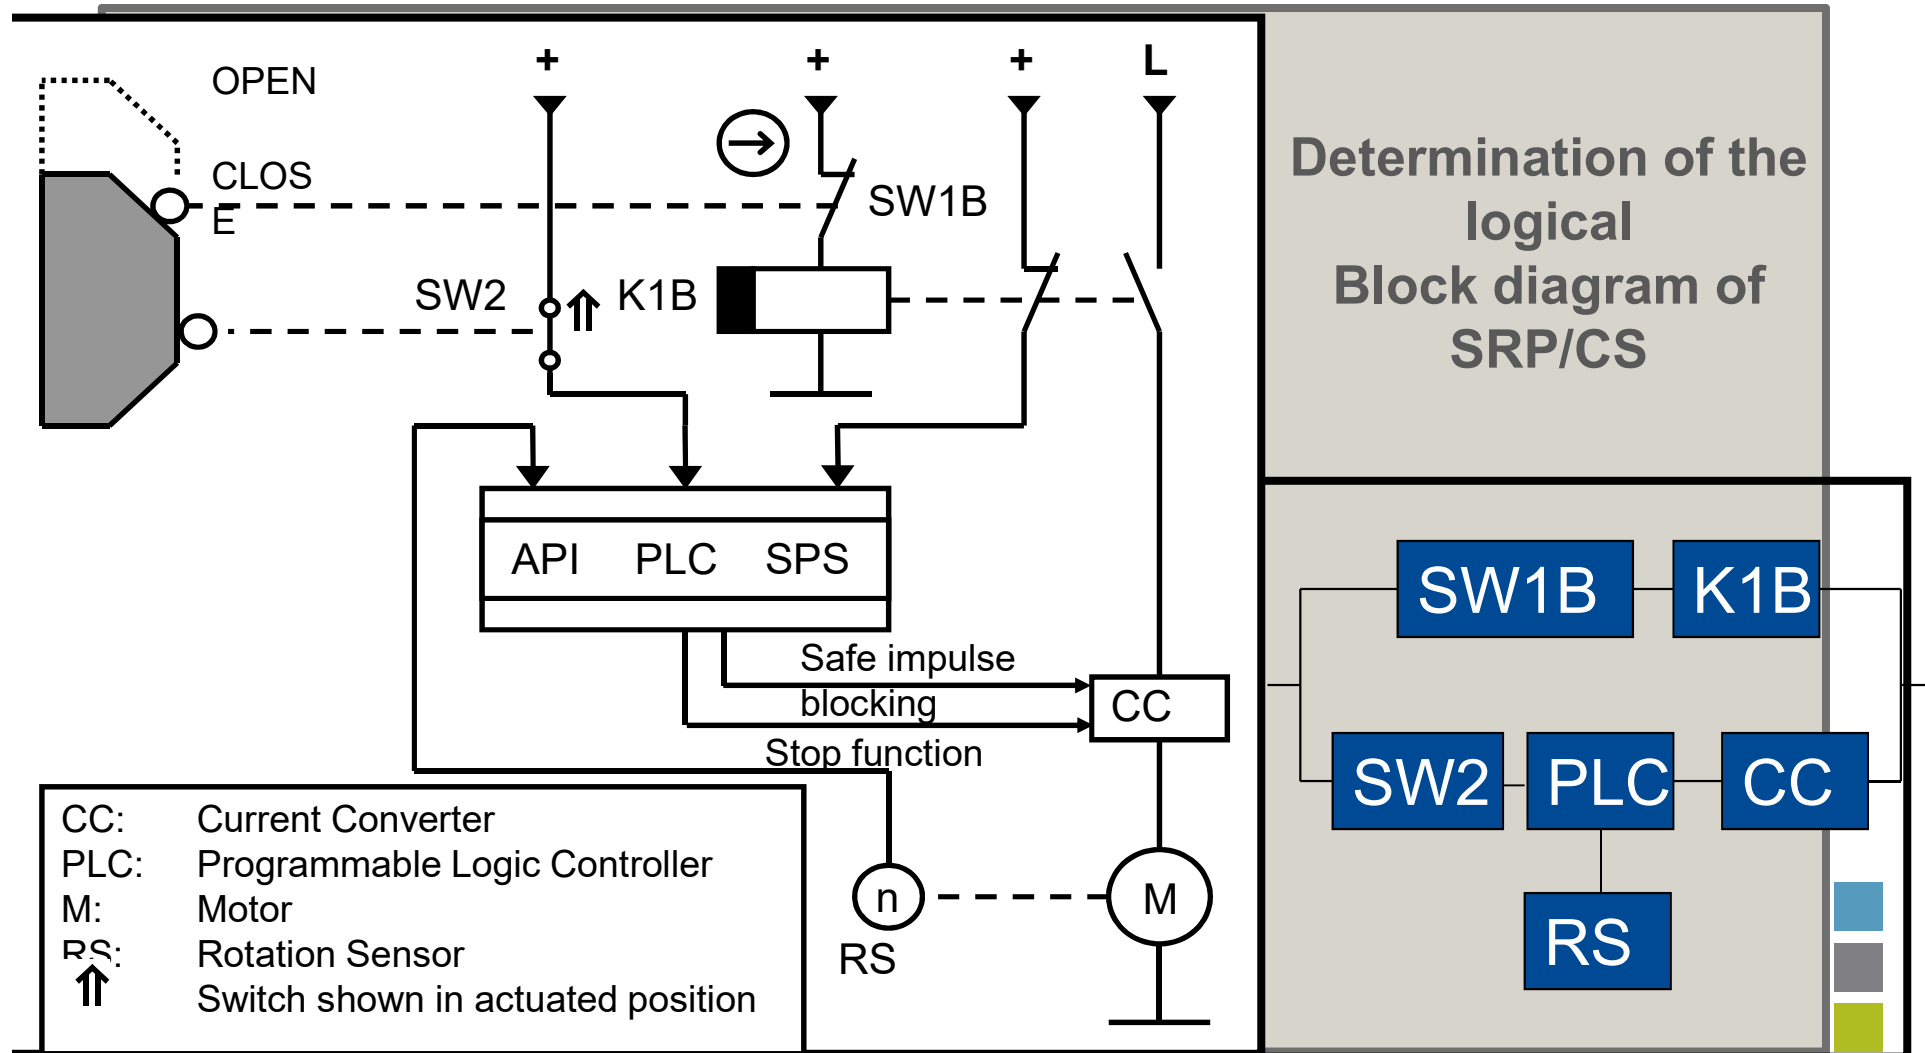 OPEN
CLOS
E
+
+
+
L
SW1B
SW2
K1B
API PLC SPS
Safe impulse
blocking
Stop function
CC
n
M
RS
CC: Current Converter
PLC: Programmable Logic Controller
M: Motor
RS: Rotation Sensor
Switch shown in actuated position
Determination of the
logical
Block diagram of
SRP/CS
SW1B
K1B
SW2
PLC
CC
RS